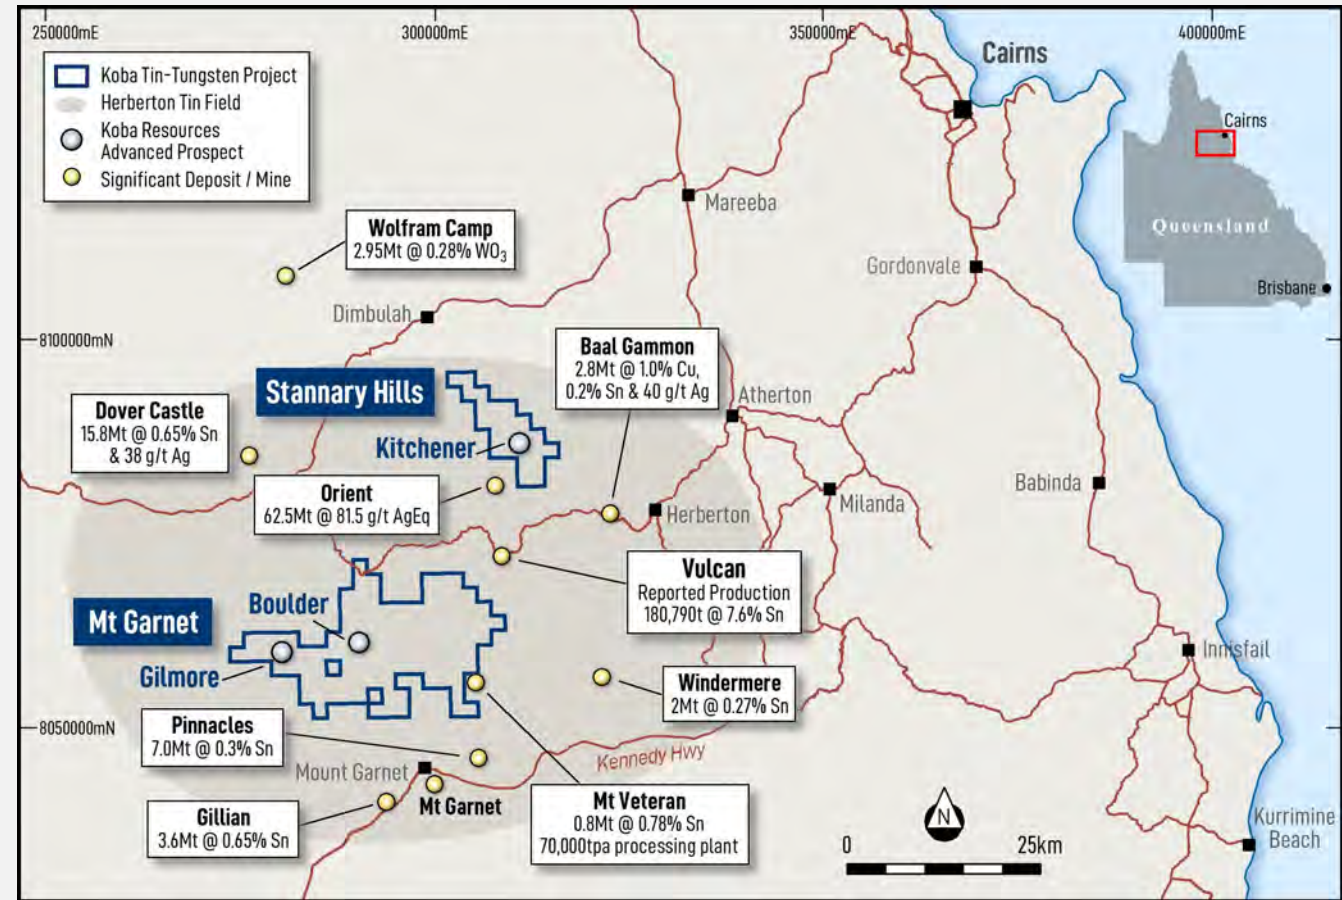 250000mE
300000mE
350000mE
400000mE
Koba Tin-Tungsten Project
Herberton Tin Field
Koba Resources
Advanced Prospect
Significant Deposit / Mine
Cairns
Cairns
Queensland
Brisbane
Mareeba
Wolfram Camp
2.95Mt @ 0.28% WO₃
Gordonvale
Dimbulah
8100000mN
Baal Gammon
2.8Mt @ 1.0% Cu,
0.2% Sn & 40 g/t Ag
Stannary Hills
Atherton
Dover Castle
15.8Mt @ 0.65% Sn
& 38 g/t Ag
Kitchener
Orient
62.5Mt @ 81.5 g/t AgEq
Babinda
Milanda
Herberton
Vulcan
Reported Production
180,790t @ 7.6% Sn
Boulder
Mt Garnet
Gilmore
Innisfail
Windermere
2Mt @ 0.27% Sn
Pinnacles
7.0Mt @ 0.3% Sn
8050000mN
Kennedy Hwy
Mount Garnet
Mt Garnet
Mt Veteran
0.8Mt @ 0.78% Sn
70,000tpa processing plant
Gillian
3.6Mt @ 0.65% Sn
N
0
25km
Kurrimine
Beach